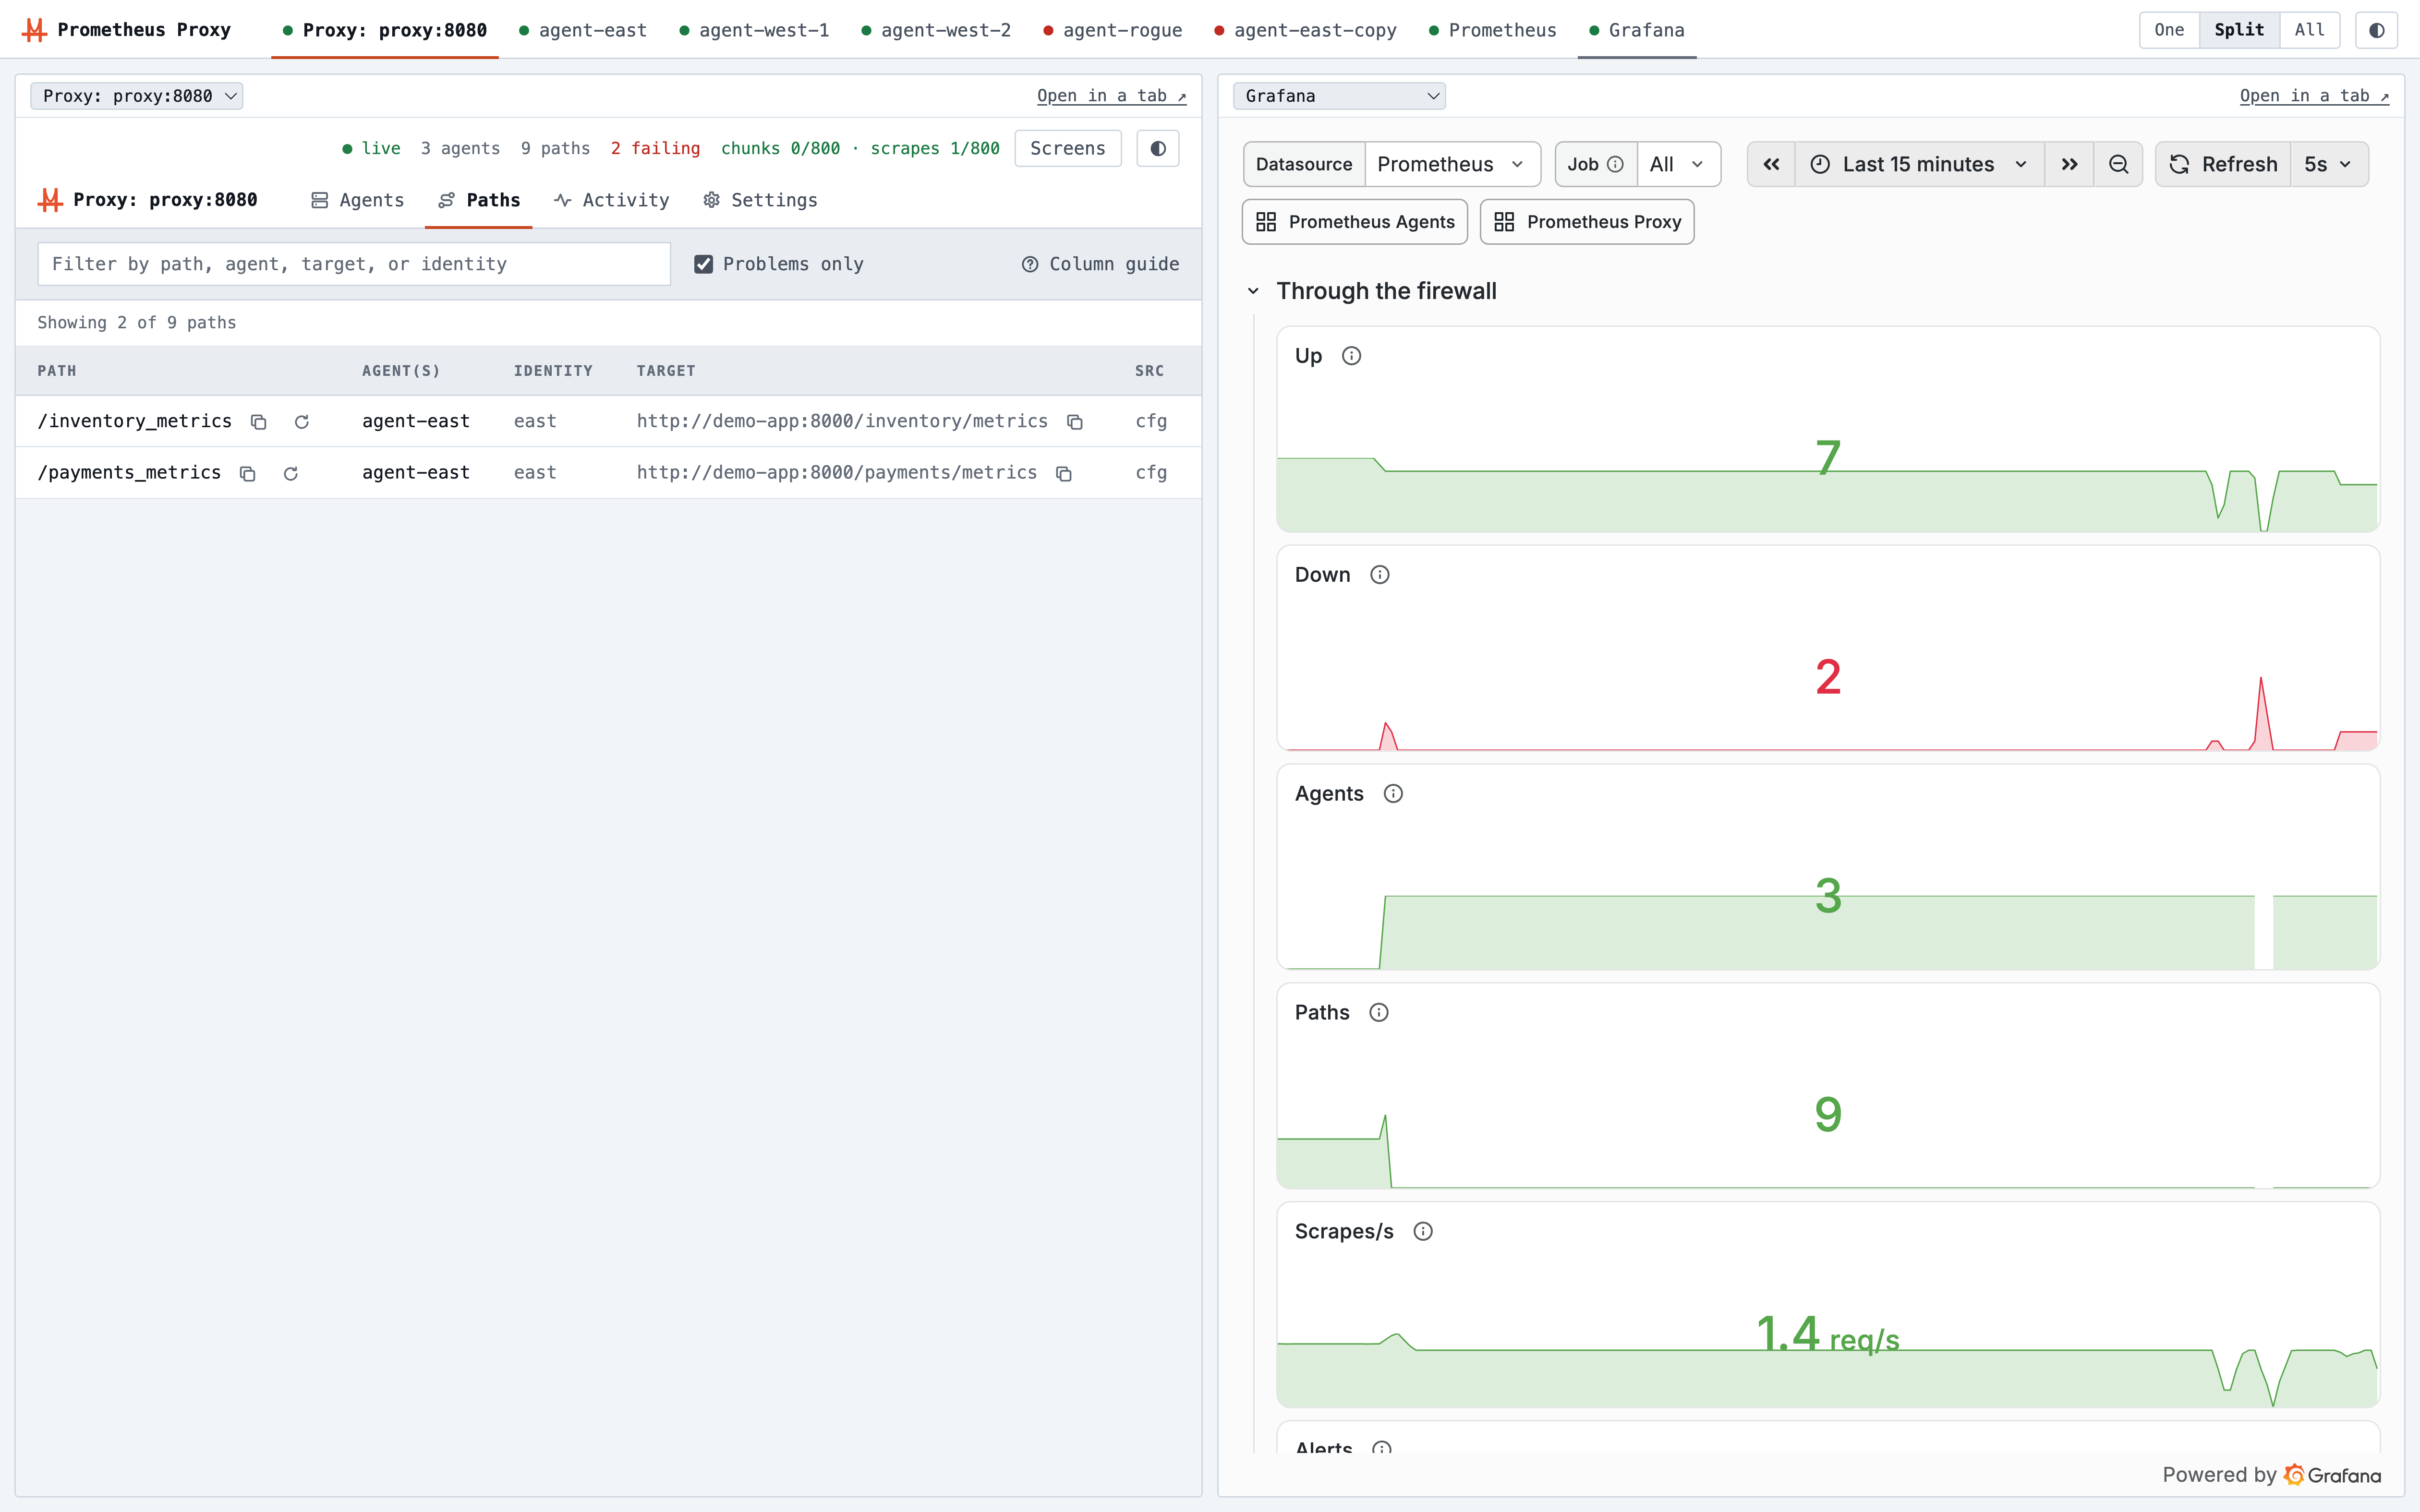 Prometheus Proxy
Proxy: proxy:8080
agent-east
agent-west-1
agent-west-2
agent-rogue
agent-east-copy
Prometheus
Grafana
One
Split
All
Proxy: proxy:8080
Open in a tab ↗
live 3 agents 9 paths 2 failing chunks 0/800 · scrapes 1/800
Screens
Proxy: proxy:8080
Agents
Paths
Activity
Settings
Filter by path, agent, target, or identity
Problems only
Column guide
Showing 2 of 9 paths
PATH AGENT(S) IDENTITY TARGET SRC
/inventory_metrics agent-east east http://demo-app:8000/inventory/metrics cfg
/payments_metrics agent-east east http://demo-app:8000/payments/metrics cfg
Grafana
Open in a tab ↗
Datasource Prometheus
Job All
Last 15 minutes
Refresh 5s
Prometheus Agents
Prometheus Proxy
Through the firewall
Up
7
Down
2
Agents
3
Paths
9
Scrapes/s
1.4 req/s
Alerts
Powered by Grafana